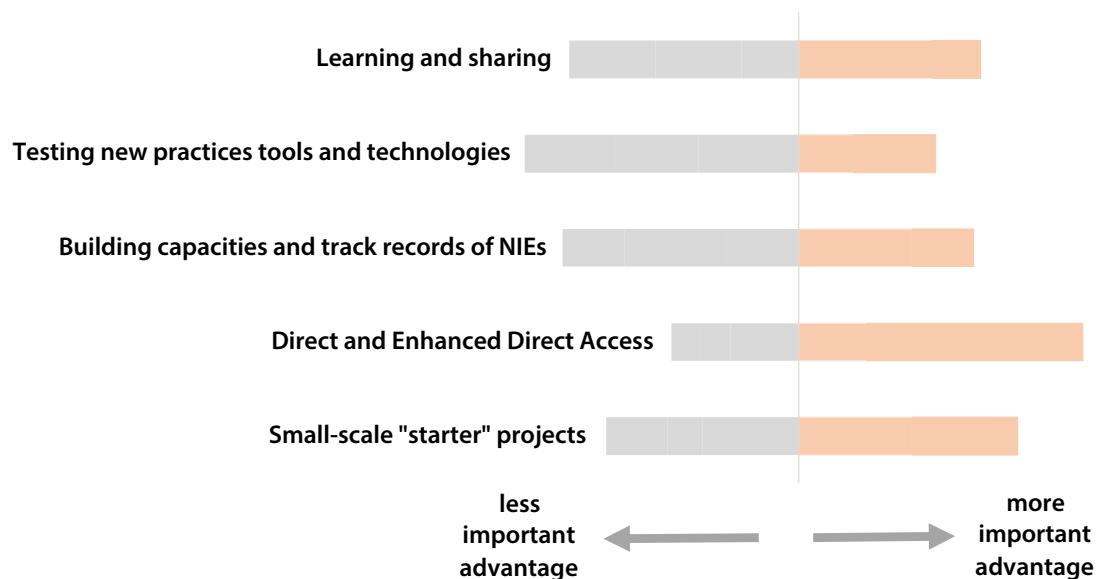 Learning and sharing
Testing new practices tools and technologies
Building capacities and track records of NIEs
Direct and Enhanced Direct Access
Small-scale "starter" projects
less
important
advantage
more
important
advantage